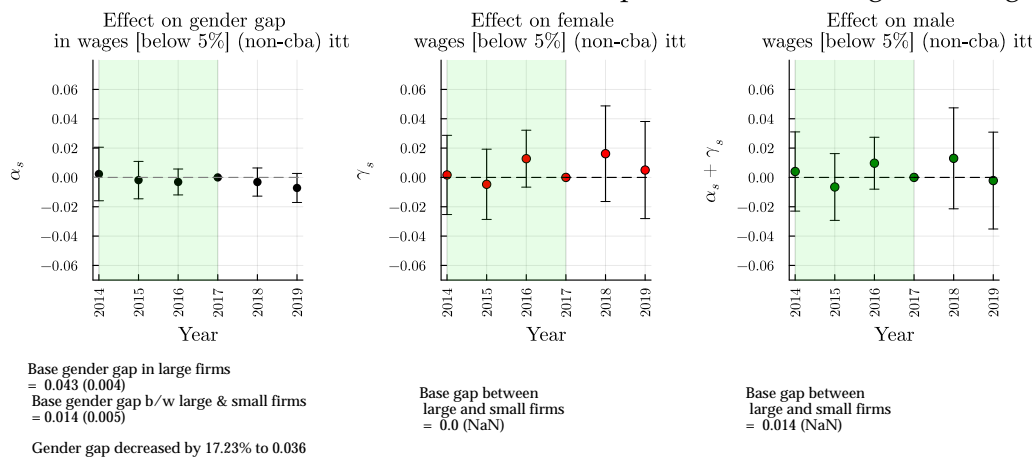 Effect on gender gap
in wages [below 5%] (non-cba) itt
0.06
0.04
0.02
0.00
−0.02
−0.04
−0.06
αₛ
2014
2015
2016
2017
2018
2019
Year
Base gender gap in large firms
= 0.043 (0.004)
Base gender gap b/w large & small firms
= 0.014 (0.005)
Gender gap decreased by 17.23% to 0.036
Effect on female
wages [below 5%] (non-cba) itt
0.06
0.04
0.02
0.00
−0.02
−0.04
−0.06
γₛ
2014
2015
2016
2017
2018
2019
Year
Base gap between
large and small firms
= 0.0 (NaN)
Effect on male
wages [below 5%] (non-cba) itt
0.06
0.04
0.02
0.00
−0.02
−0.04
−0.06
αₛ + γₛ
2014
2015
2016
2017
2018
2019
Year
Base gap between
large and small firms
= 0.014 (NaN)